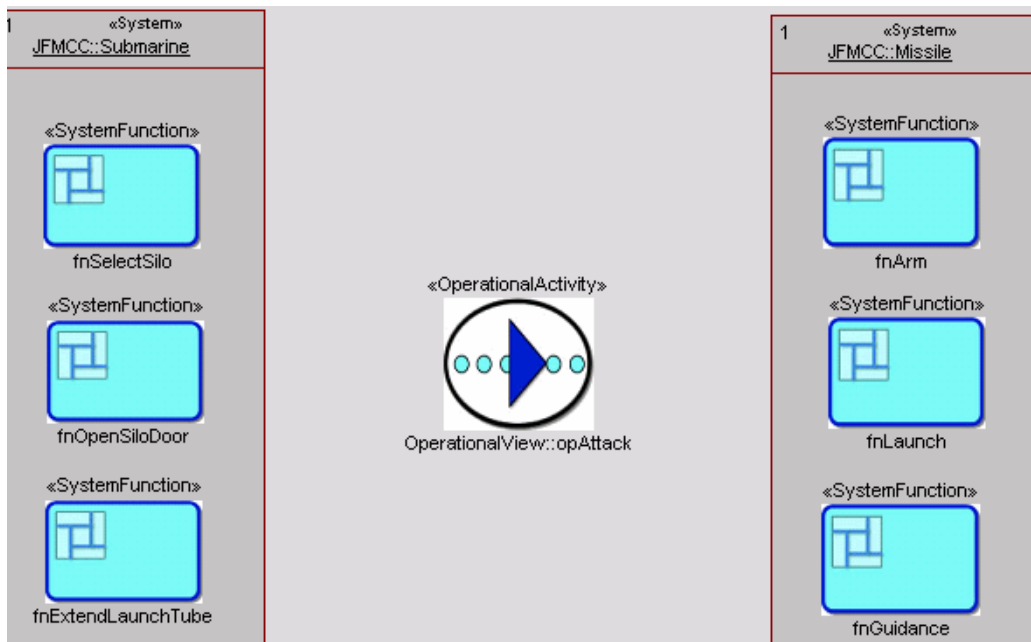 1
«System»
JFMCC::Submarine
«SystemFunction»
fnSelectSilo
«SystemFunction»
fnOpenSiloDoor
«SystemFunction»
fnExtendLaunchTube
«OperationalActivity»
OperationalView::opAttack
1
«System»
JFMCC::Missile
«SystemFunction»
fnArm
«SystemFunction»
fnLaunch
«SystemFunction»
fnGuidance